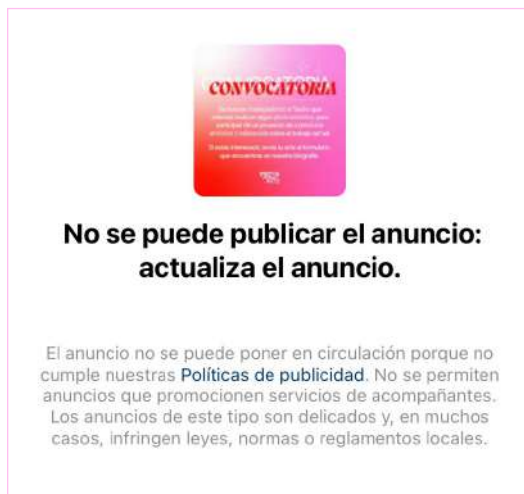 CONVOCATORIA
No se puede publicar el anuncio:
actualiza el anuncio.
El anuncio no se puede poner en circulación porque no
cumple nuestras Políticas de publicidad. No se permiten
anuncios que promocionen servicios de acompañantes.
Los anuncios de este tipo son delicados y, en muchos
casos, infringen leyes, normas o reglamentos locales.